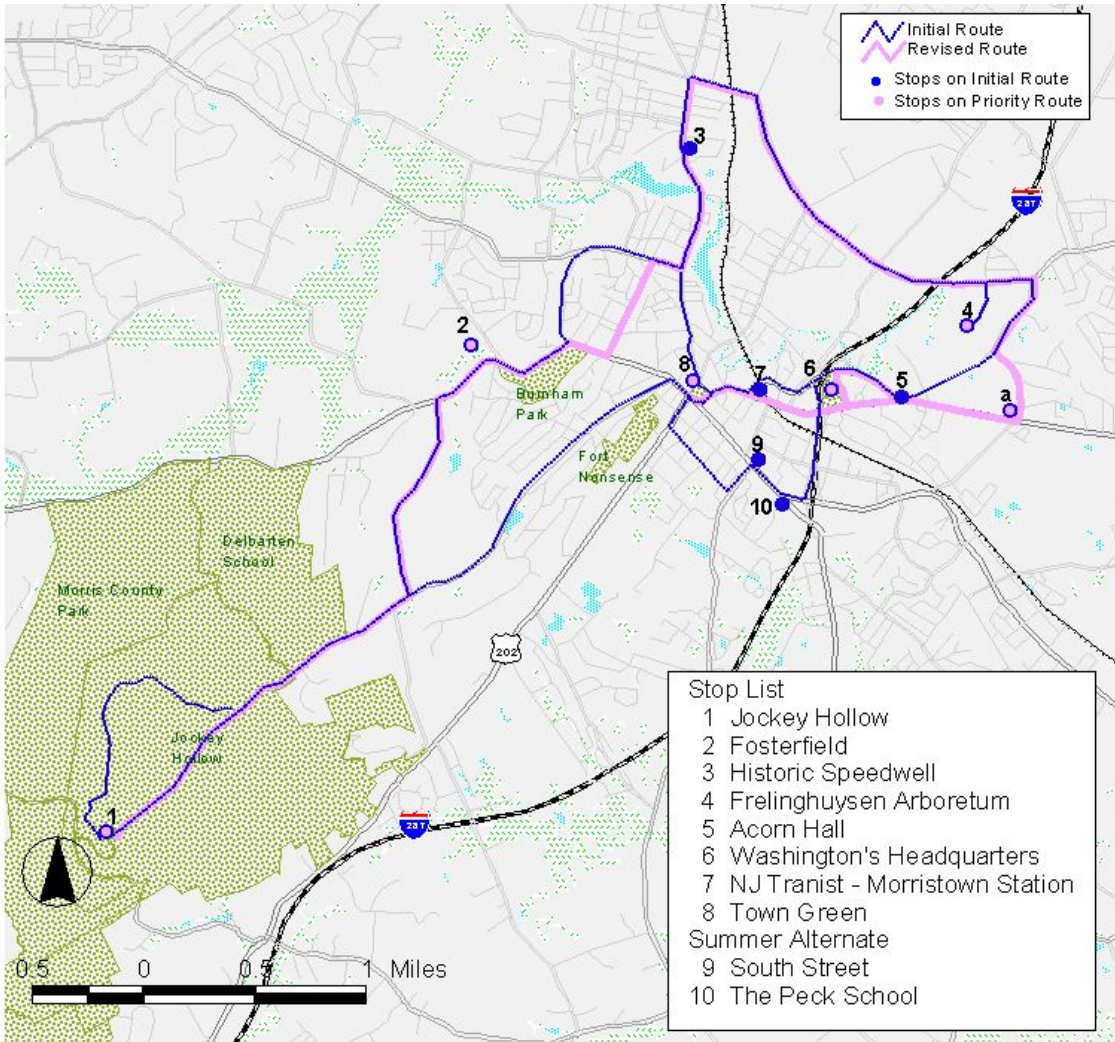 Initial Route
Revised Route
Stops on Initial Route
Stops on Priority Route
3
287
4
2
8
7
6
5
a
Burnham
Park
Fort
Nonsense
9
10
Delbarten
School
Morris County
Park
202
Jockey
Hollow
1
287
0.5 0 0.5 1 Miles
Stop List
1 Jockey Hollow
2 Fosterfield
3 Historic Speedwell
4 Frelinghuysen Arboretum
5 Acorn Hall
6 Washington's Headquarters
7 NJ Tranist - Morristown Station
8 Town Green
Summer Alternate
9 South Street
10 The Peck School